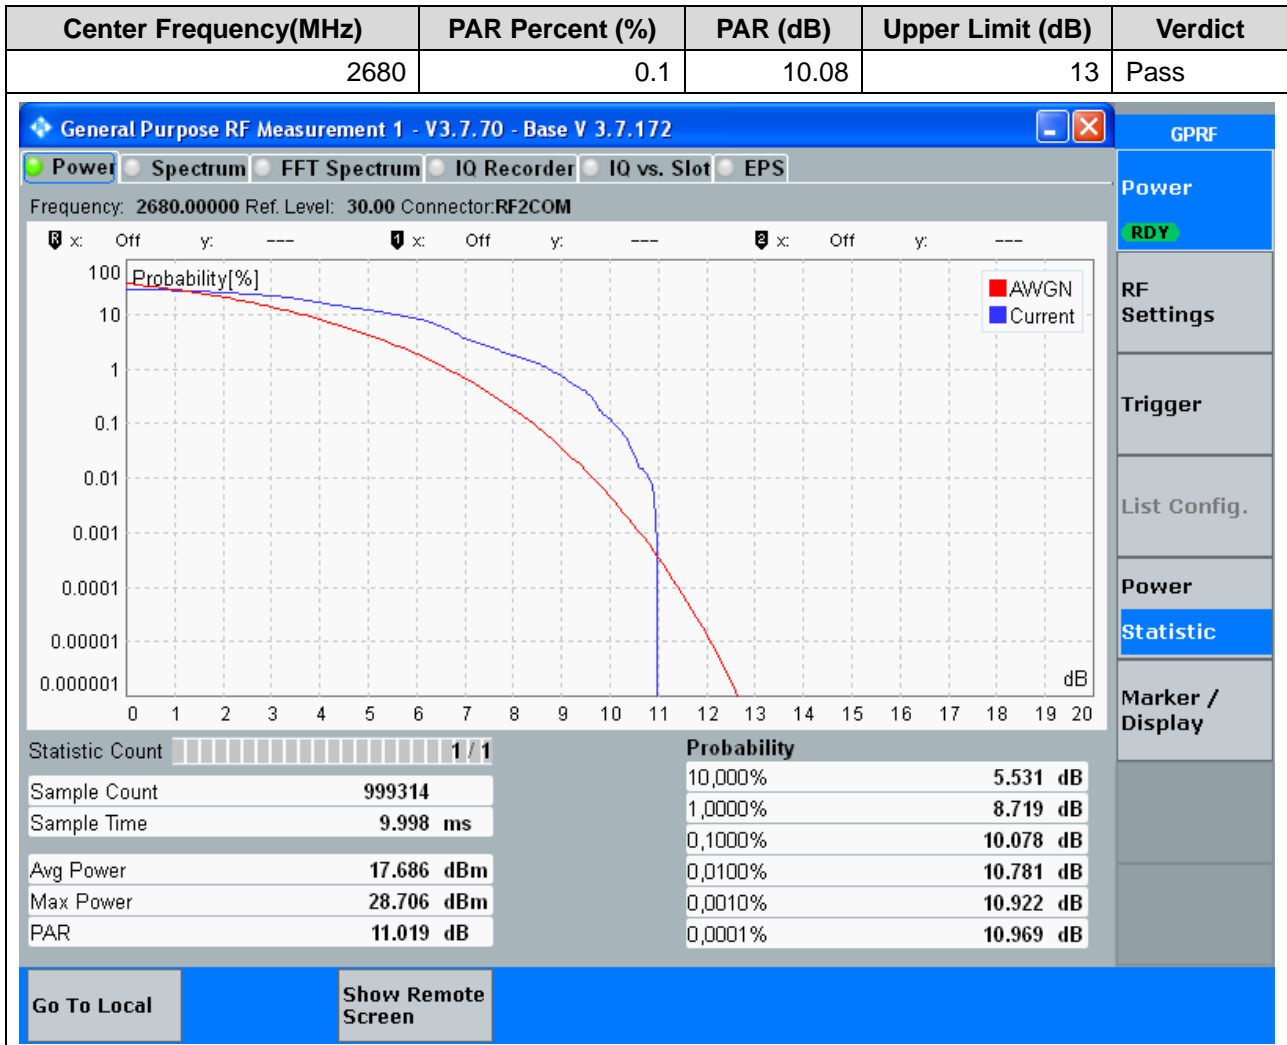 Center Frequency(MHz) PAR Percent (%) PAR (dB) Upper Limit (dB) Verdict
2680 0.1 10.08 13 Pass
General Purpose RF Measurement 1 - V3.7.70 - Base V 3.7.172
GPRF
Power Spectrum FFT Spectrum IQ Recorder IQ vs. Slot EPS
Power
RDY
Frequency: 2680.00000 Ref. Level: 30.00 Connector:RF2COM
R x: Off y: --- 1 x: Off y: --- 2 x: Off y: ---
100 Probability[%]
AWGN
Current
10
1
0.1
0.01
0.001
0.0001
0.00001
0.000001
dB
0 1 2 3 4 5 6 7 8 9 10 11 12 13 14 15 16 17 18 19 20
RF
Settings
Trigger
List Config.
Power
Statistic
Marker /
Display
Statistic Count 1 / 1
Sample Count 999314
Sample Time 9.998 ms
Avg Power 17.686 dBm
Max Power 28.706 dBm
PAR 11.019 dB
Probability
10,000% 5.531 dB
1,0000% 8.719 dB
0,1000% 10.078 dB
0,0100% 10.781 dB
0,0010% 10.922 dB
0,0001% 10.969 dB
Go To Local
Show Remote
Screen